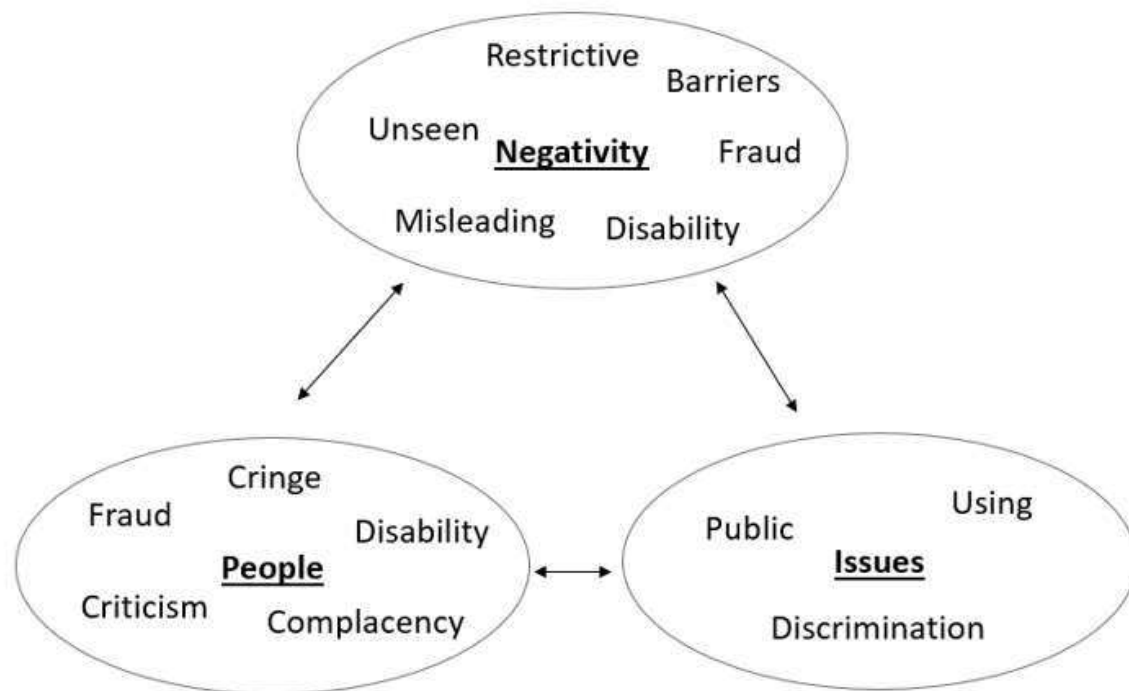 Restrictive
Barriers
Unseen
Negativity
Fraud
Misleading
Disability
Cringe
Fraud
Disability
People
Criticism
Complacency
Using
Public
Issues
Discrimination